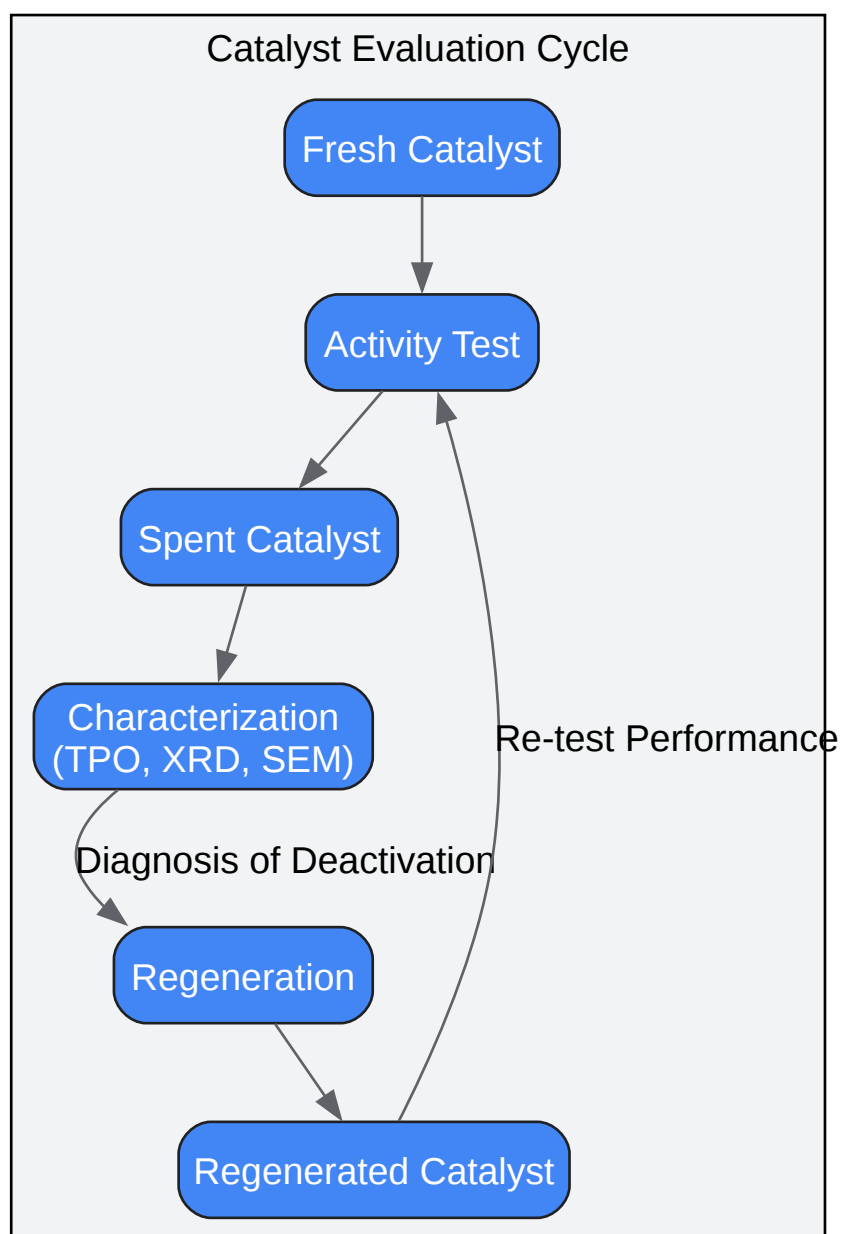 Catalyst Evaluation Cycle
Fresh Catalyst
Activity Test
Spent Catalyst
Characterization
(TPO, XRD, SEM)
Re-test Performance
Diagnosis of Deactivation
Regeneration
Regenerated Catalyst